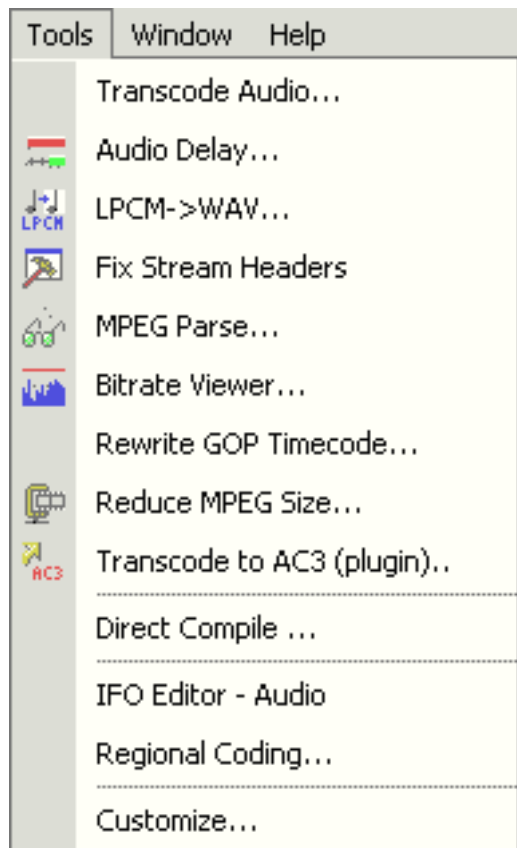 Tools Window Help
Transcode Audio...
Audio Delay...
LPCM LPCM->WAV...
Fix Stream Headers
MPEG Parse...
Bitrate Viewer...
Rewrite GOP Timecode...
Reduce MPEG Size...
AC3 Transcode to AC3 (plugin)..
Direct Compile ...
IFO Editor - Audio
Regional Coding...
Customize...